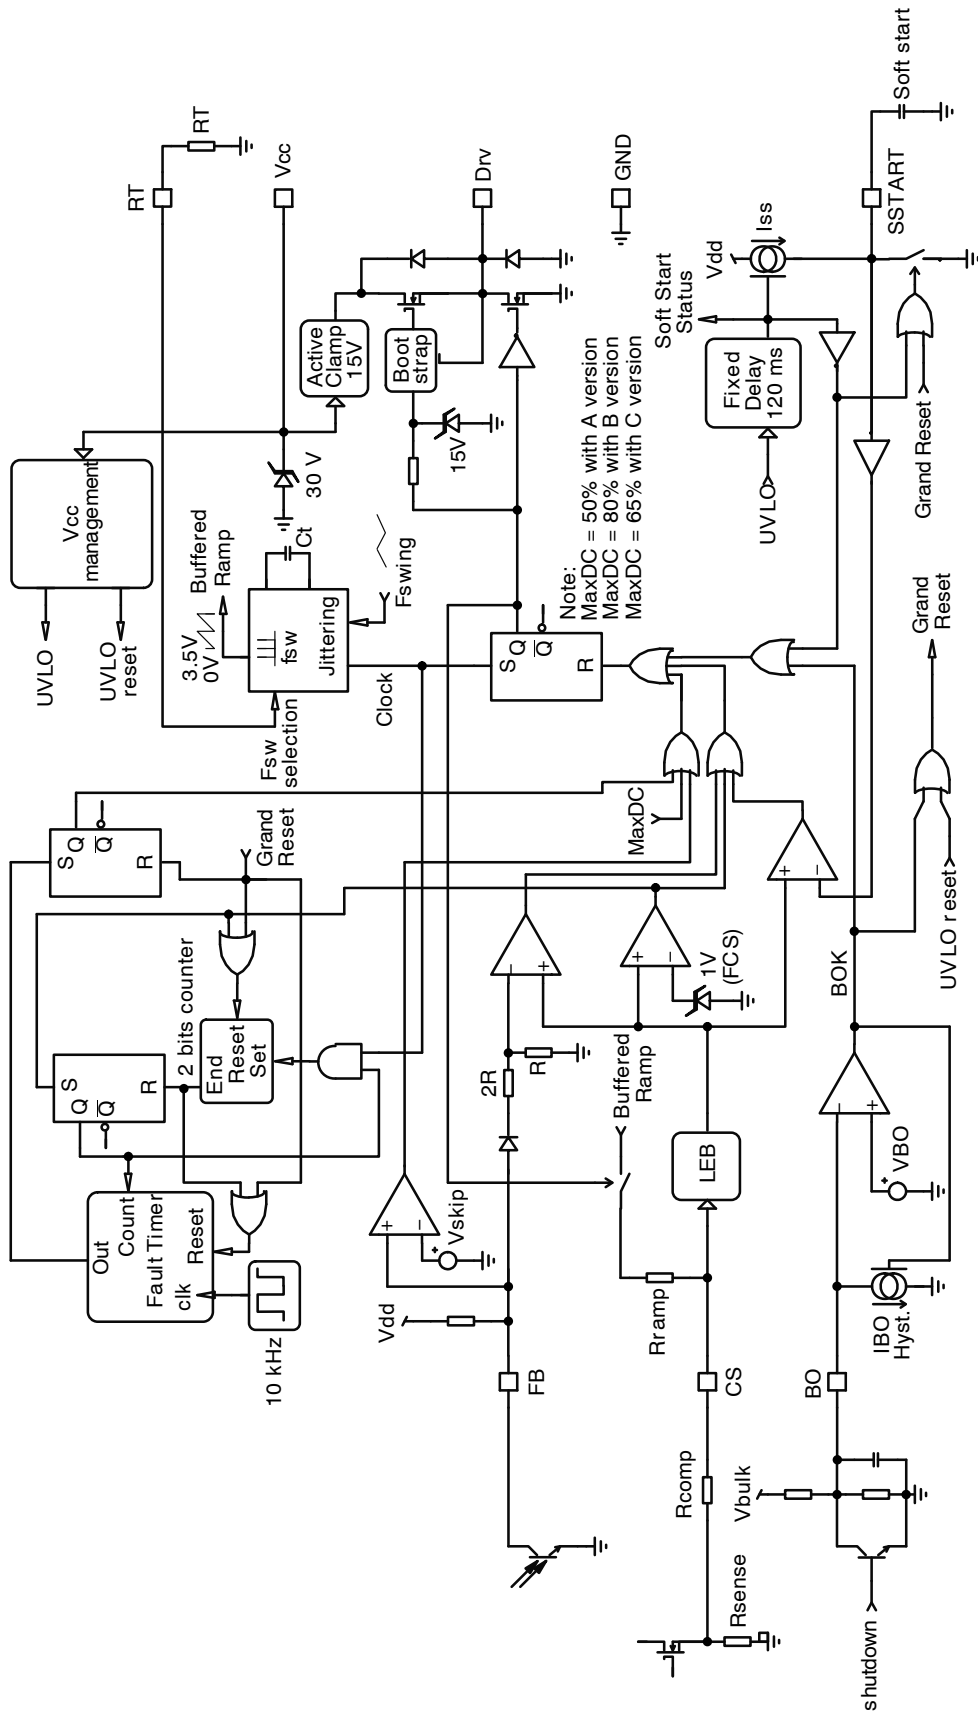 UVLO
UVLO
reset
Vcc
management
RT
RT
Vcc
Active
Clamp
15V
Boot
strap
15V
Drv
GND
30 V
3.5V
0V
Buffered
Ramp
Ct
fsw
Jittering
Fswing
Fsw
selection
Clock
S
Q
Q
R
Note:
MaxDC = 50% with A version
MaxDC = 80% with B version
MaxDC = 65% with C version
Soft Start
Status
Vdd
Iss
Fixed
Delay
120 ms
UVLO
SSTART
Soft start
Grand Reset
Grand
Reset
UVLO reset
S
Q
Q
R
Grand
Reset
2 bits counter
End
Reset
Set
S
Q
Q
R
Out
Count
Fault Timer
Reset
clk
10 kHz
MaxDC
+
−
Vskip
+
Vdd
FB
2R
R
−
+
+
−
1V
(FCS)
+
−
Buffered
Ramp
LEB
Rramp
CS
Rcomp
Rsense
BOK
−
+
VBO
+
IBO
Hyst.
BO
Vbulk
shutdown